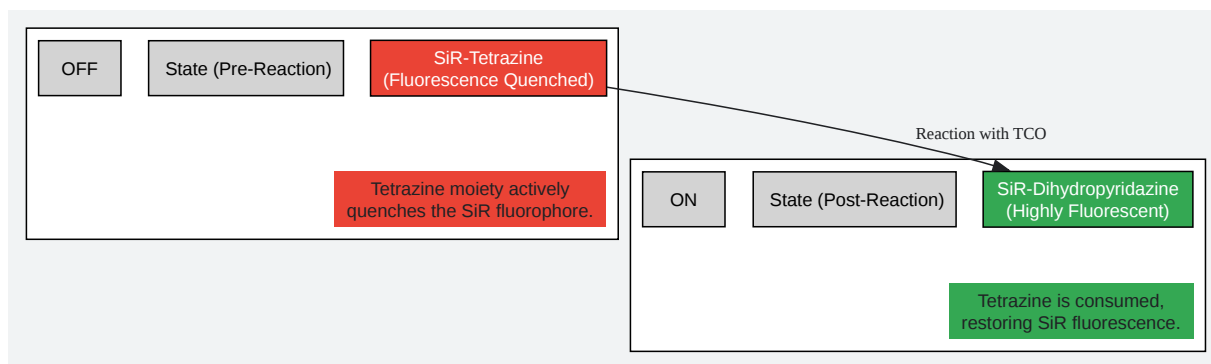 OFF
State (Pre-Reaction)
SiR-Tetrazine
(Fluorescence Quenched)
Tetrazine moiety actively
quenches the SiR fluorophore.
Reaction with TCO
ON
State (Post-Reaction)
SiR-Dihydropyridazine
(Highly Fluorescent)
Tetrazine is consumed,
restoring SiR fluorescence.